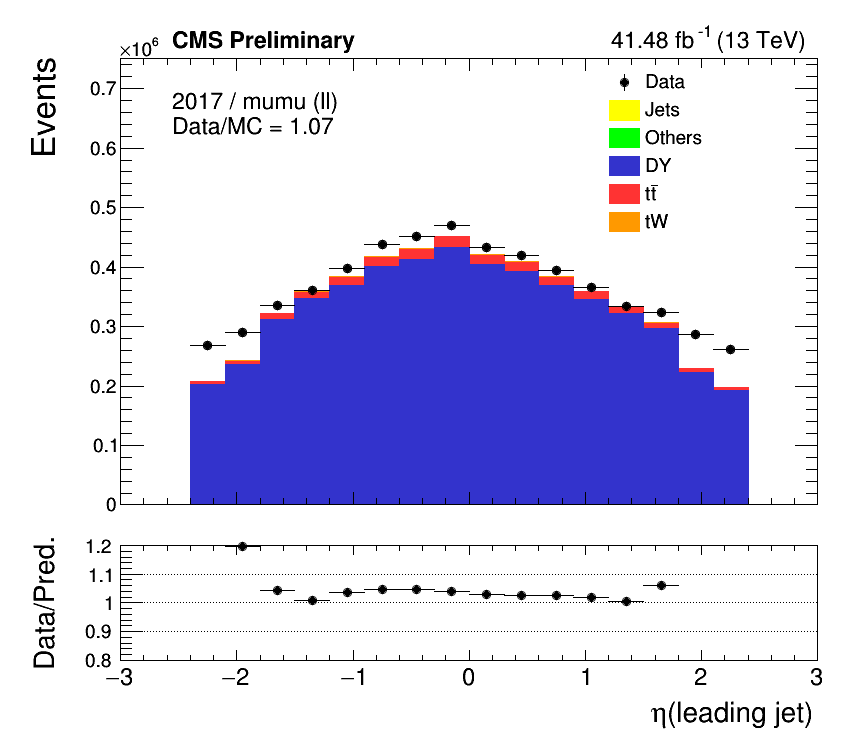 ×10⁶ CMS Preliminary 41.48 fb⁻¹ (13 TeV)
Events
2017 / mumu (ll)
Data/MC = 1.07
Data
Jets
Others
DY
tt̄
tW
0.7
0.6
0.5
0.4
0.3
0.2
0.1
0
Data/Pred.
1.2
1.1
1
0.9
0.8
−3 −2 −1 0 1 2 3
η(leading jet)